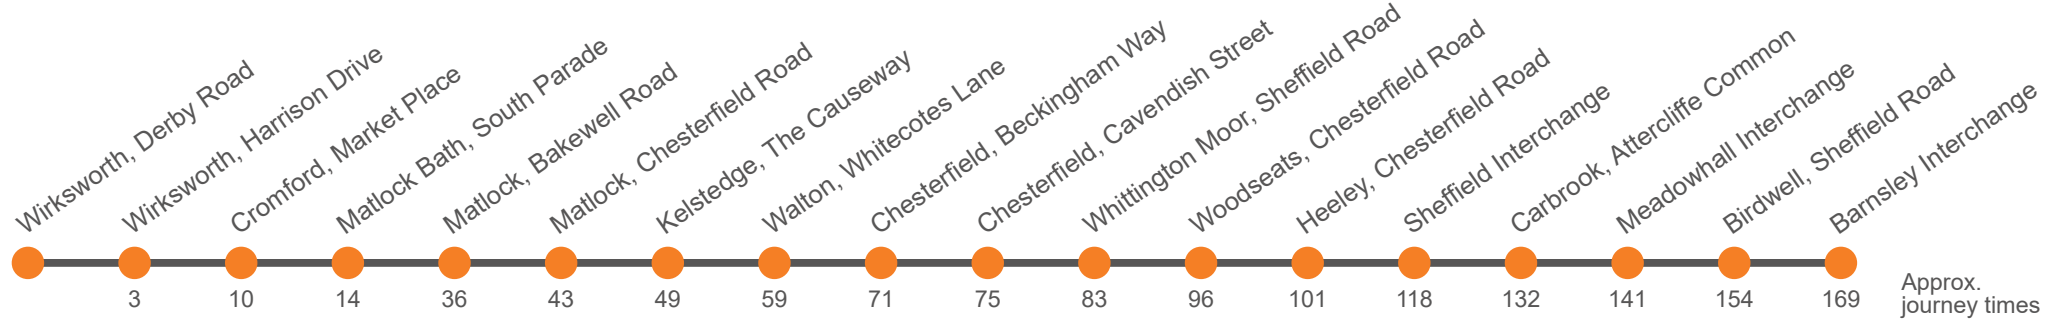 Wirksworth, Derby Road
Wirksworth, Harrison Drive
Cromford, Market Place
Matlock Bath, South Parade
Matlock, Bakewell Road
Matlock, Chesterfield Road
Kelstedge, The Causeway
Walton, Whitecotes Lane
Chesterfield, Beckingham Way
Chesterfield, Cavendish Street
Whittington Moor, Sheffield Road
Woodseats, Chesterfield Road
Heeley, Chesterfield Road
Sheffield Interchange
Carbrook, Attercliffe Common
Meadowhall Interchange
Birdwell, Sheffield Road
Barnsley Interchange
3 10 14 36 43 49 59 71 75 83 96 101 118 132 141 154 169
Approx.
journey times